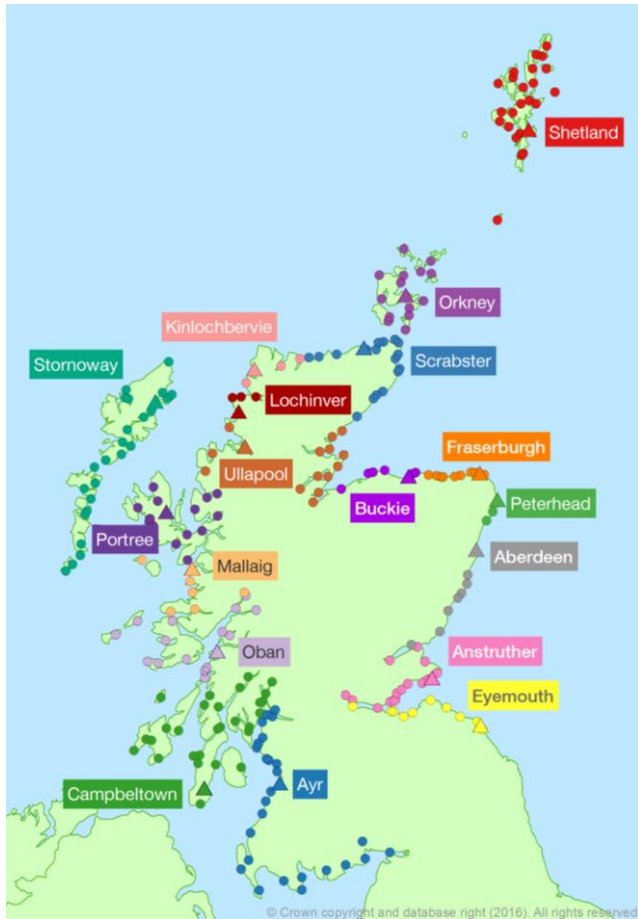 Shetland
Orkney
Kinlochbervie
Scrabster
Stornoway
Lochinver
Fraserburgh
Ullapool
Buckie
Peterhead
Portree
Aberdeen
Mallaig
Oban
Anstruther
Eyemouth
Campbeltown
Ayr
© Crown copyright and database right (2016). All rights reserved